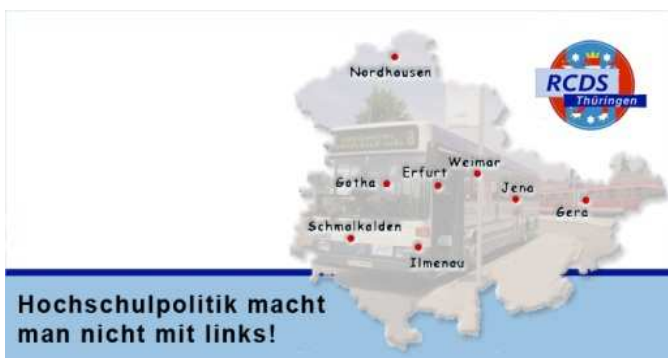 Nordhausen
RCDS
Thüringen
Weimar
Erfurt
Gotha
Jena
Gera
Schmalkalden
Ilmenau
Hochschulpolitik macht
man nicht mit links!